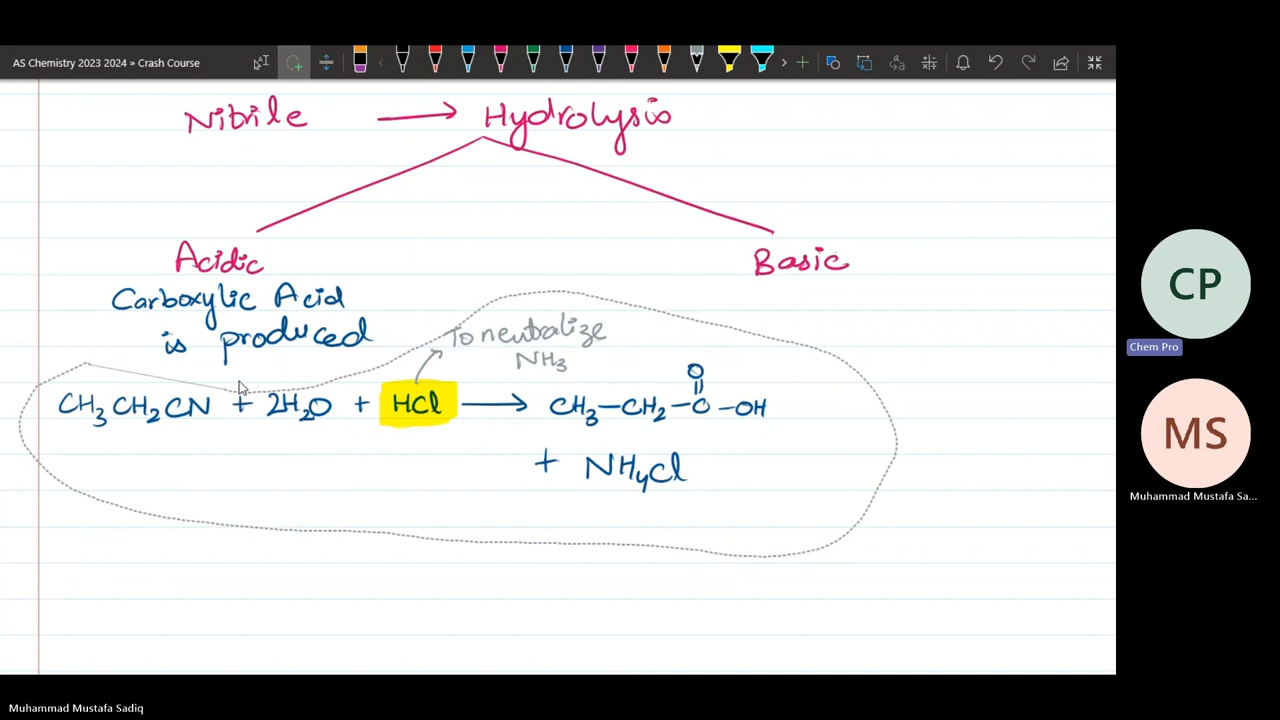 AS Chemistry 2023 2024 » Crash Course
Nitrile → Hydrolysis
Acidic
Basic
Carboxylic Acid
is produced
To neutralize
NH₃
CH₃CH₂CN + 2H₂O + HCl → CH₃-CH₂-C-OH
O
+ NH₄Cl
CP
Chem Pro
MS
Muhammad Mustafa Sa...
Muhammad Mustafa Sadiq